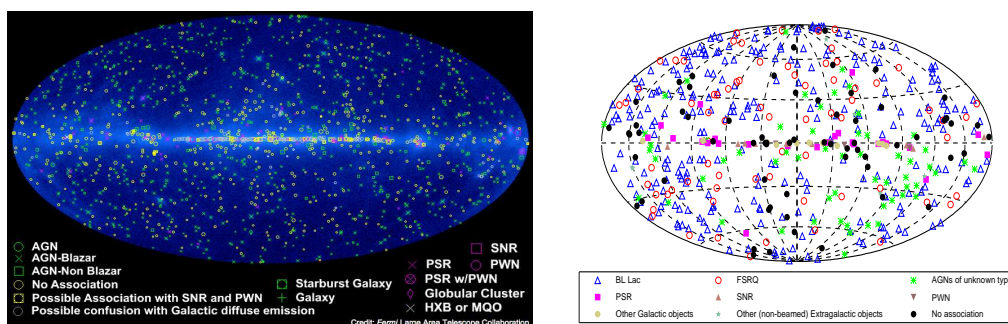 AGN
AGN-Blazar
AGN-Non Blazar
No Association
Possible Association with SNR and PWN
Possible confusion with Galactic diffuse emission
Starburst Galaxy
Galaxy
SNR
PSR PWN
PSR w/PWN
Globular Cluster
HXB or MQO
Credit: Fermi Large Area Telescope Collaboration
BL Lac FSRQ AGNs of unknown typ
PSR SNR PWN
Other Galactic objects Other (non-beamed) Extragalactic objects No association